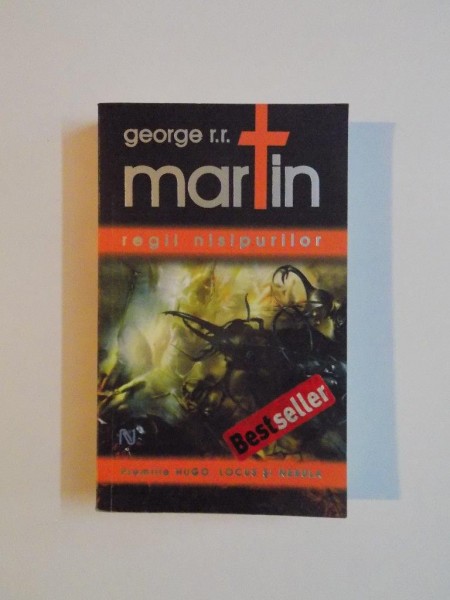 george r.r.
martin
regii nisipurilor
Bestseller
Premiile HUGO, LOCUS și NEBULA